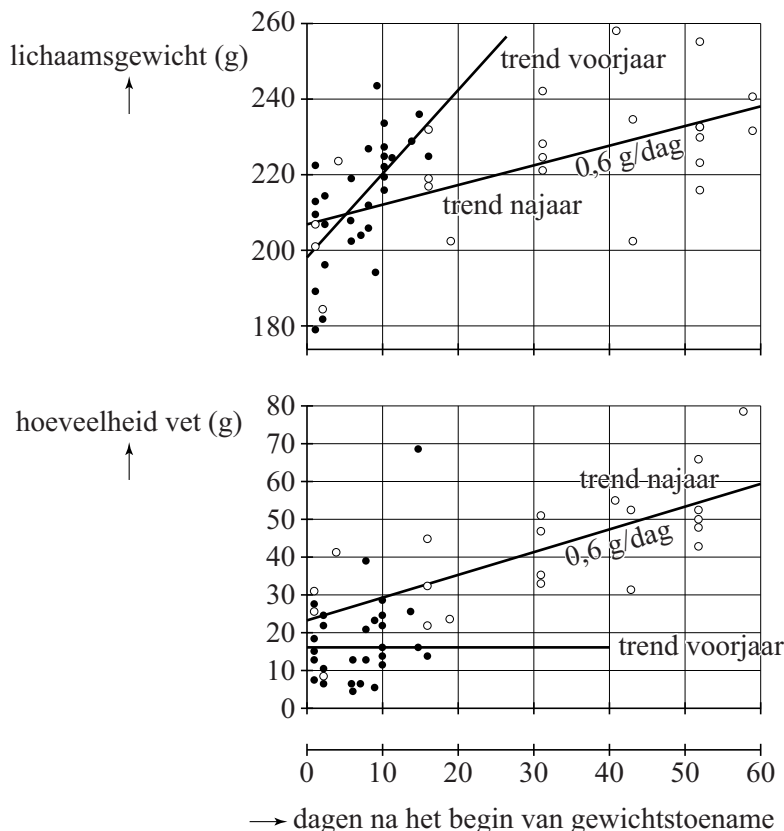 260
lichaamsgewicht (g)
trend voorjaar
240
0,6 g/dag
220
trend najaar
200
180
80
hoeveelheid vet (g)
70
60
trend najaar
50
0,6 g/dag
40
30
20
trend voorjaar
10
0
0 10 20 30 40 50 60
dagen na het begin van gewichtstoename